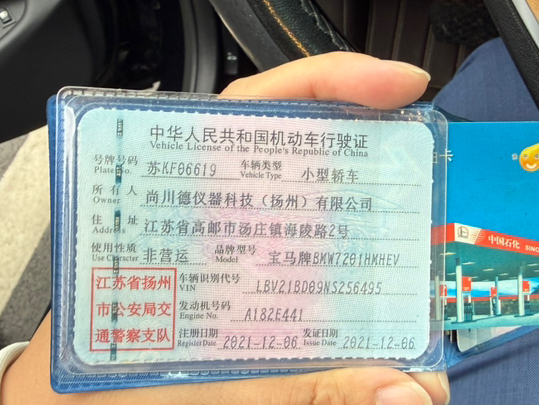 中华人民共和国机动车行驶证
Vehicle License of the People's Republic of China
号牌号码 苏KF06619 车辆类型 小型轿车
Plate No. Vehicle Type
所有人 尚川德仪器科技（扬州）有限公司
Owner
住址 江苏省高邮市汤庄镇海陵路2号
Address
使用性质 非营运 品牌型号 宝马牌BMW7201HMHEV
Use Character Model
江苏省扬州
市公安局交
通警察支队
车辆识别代号 LBV21BD09NS256495
VIN
发动机号码 A182E441
Engine No.
注册日期 2021-12-06 发证日期 2021-12-06
Register Date Issue Date
卡
中国石化 SINO